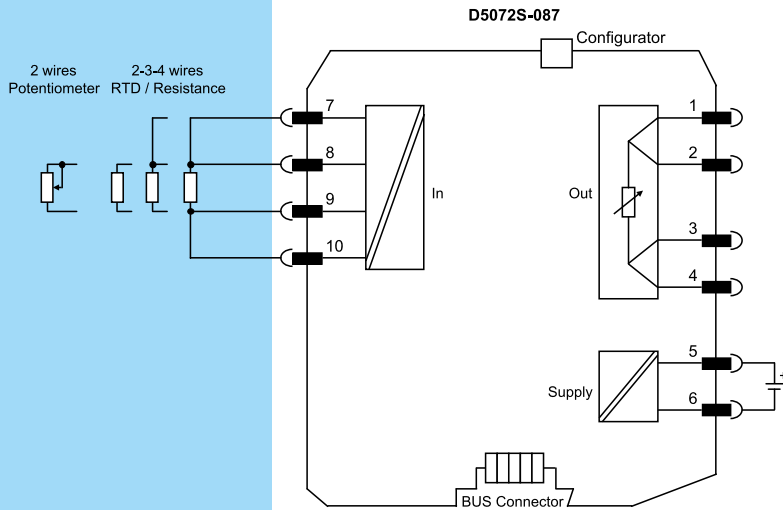 D5072S-087
Configurator
2 wires
Potentiometer
2-3-4 wires
RTD / Resistance
7
8
9
10
In
Out
1
2
3
4
Supply
5
6
+
BUS Connector